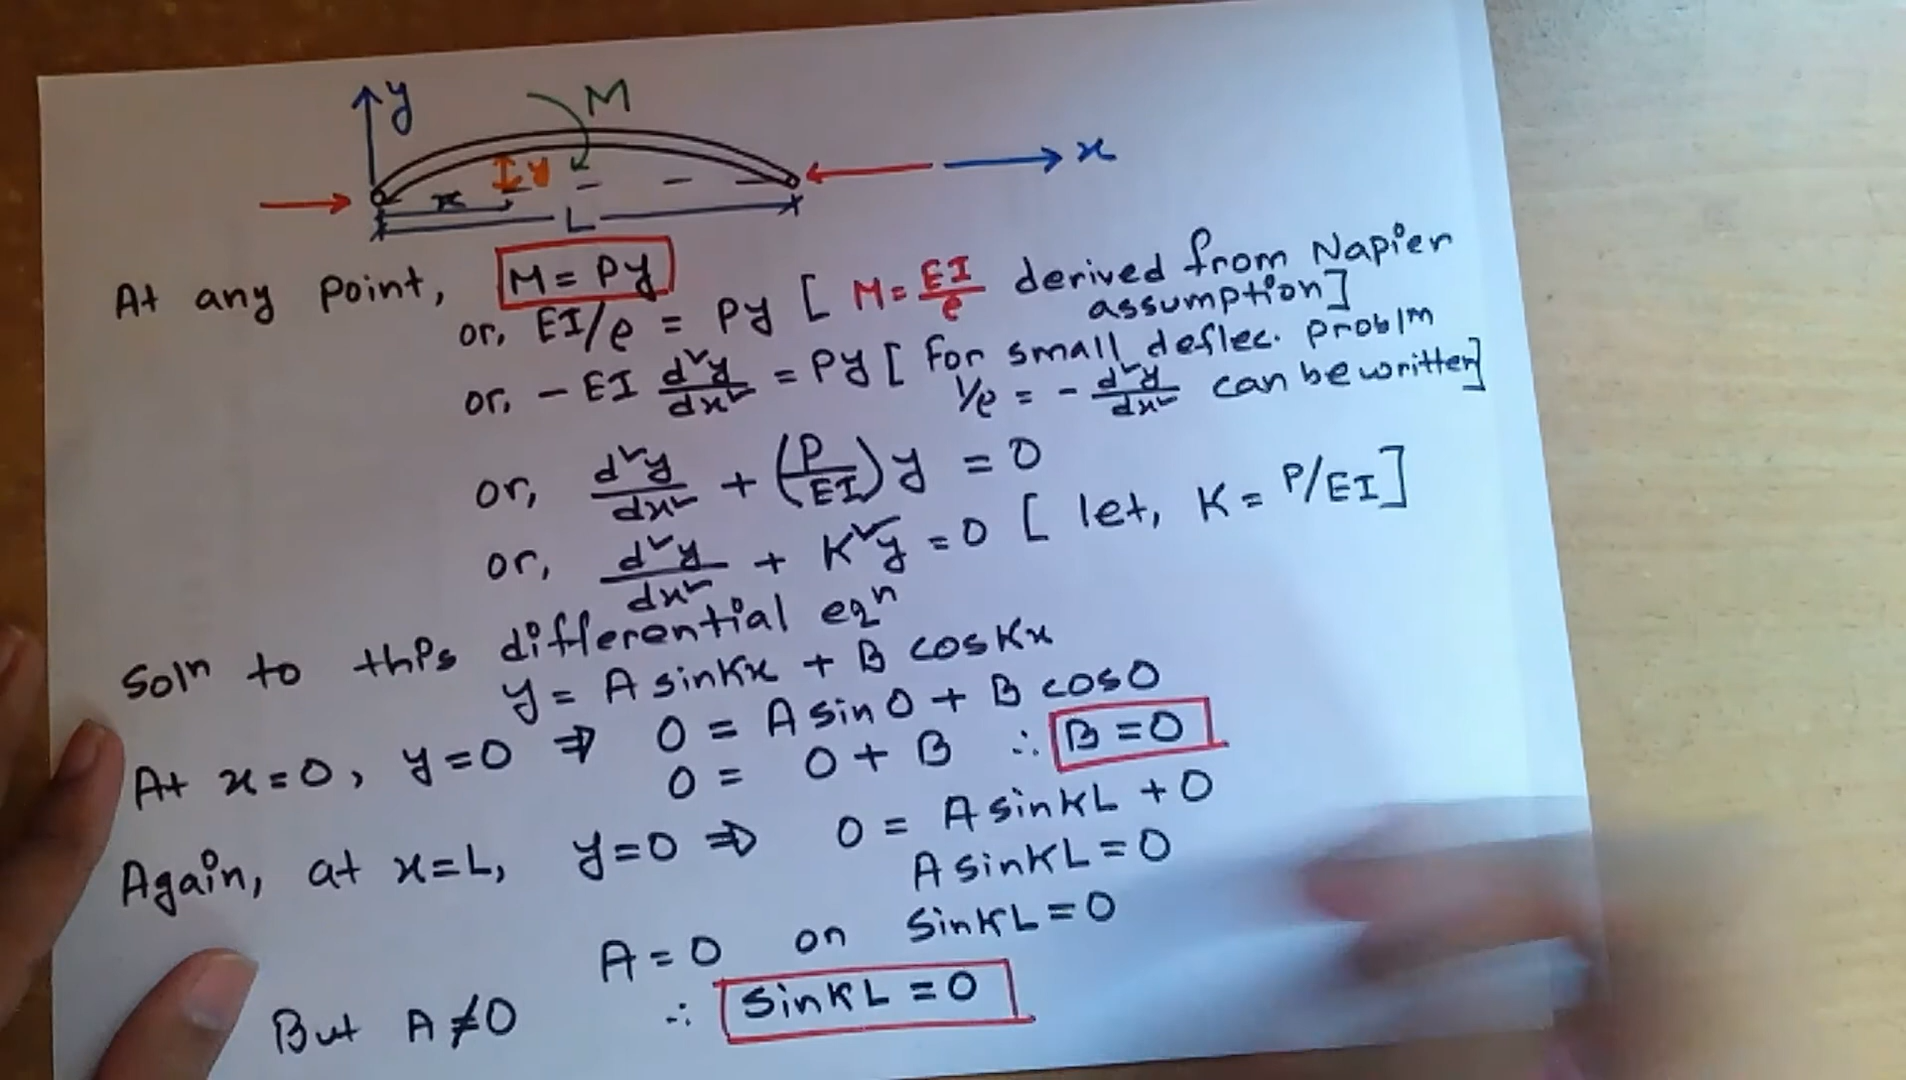 y
M
y
x
x
L
At any point, M = Py
or, EI/ρ = Py [ M = EI/ρ derived from Napier assumption]
or, - EI d²y/dx² = Py [ For small deflec. problm 1/ρ = - d²y/dx² can be written]
or, d²y/dx² + (P/EI) y = 0
or, d²y/dx² + K²y = 0 [ let, K = P/EI]
Solⁿ to this differential eqⁿ
y = A sinKx + B cosKx
At x = 0, y = 0 ⇒ 0 = A sin 0 + B cos 0
0 = 0 + B ∴ B = 0
Again, at x = L, y = 0 ⇒ 0 = A sinKL + 0
A sinKL = 0
A = 0 or SinKL = 0
But A ≠ 0 ∴ SinKL = 0